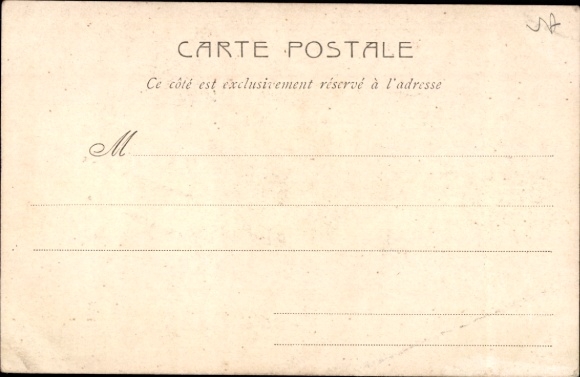 CARTE POSTALE
Ce côté est exclusivement réservé à l'adresse
M